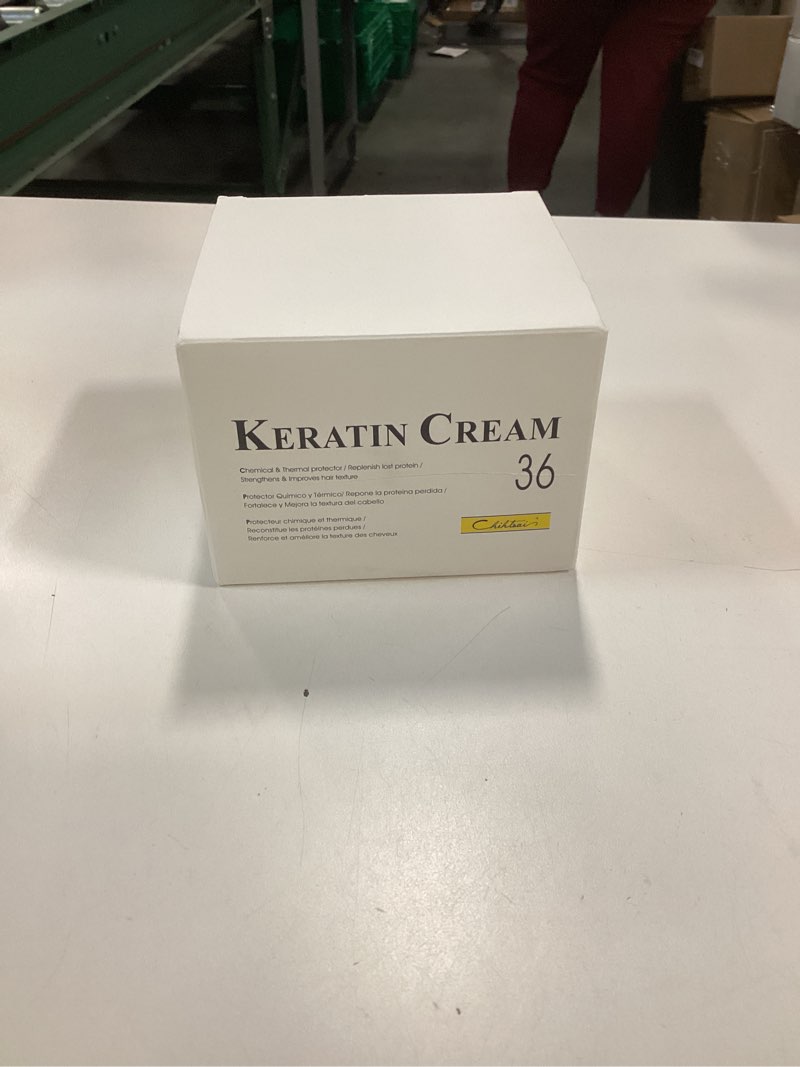 KERATIN CREAM
36
Chemical & Thermal protector / Replenish lost protein /
Strengthens & Improves hair texture
Protector Químico y Térmico/ Repone la proteína perdida /
Fortalece y Mejora la textura del cabello
Protecteur chimique et thermique /
Reconstitue les protéines perdues /
Renforce et améliore la texture des cheveux
Chihtsai's